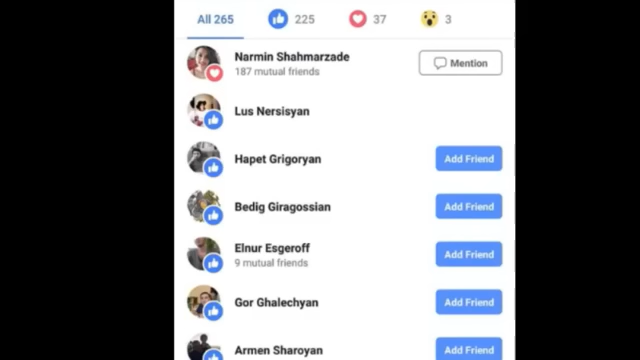 All 265 225 37 3
Narmin Shahmarzade
187 mutual friends
Mention
Lus Nersisyan
Hapet Grigoryan
Add Friend
Bedig Giragossian
Add Friend
Elnur Esgeroff
9 mutual friends
Add Friend
Gor Ghalechyan
Add Friend
Armen Sharoyan
Add Friend